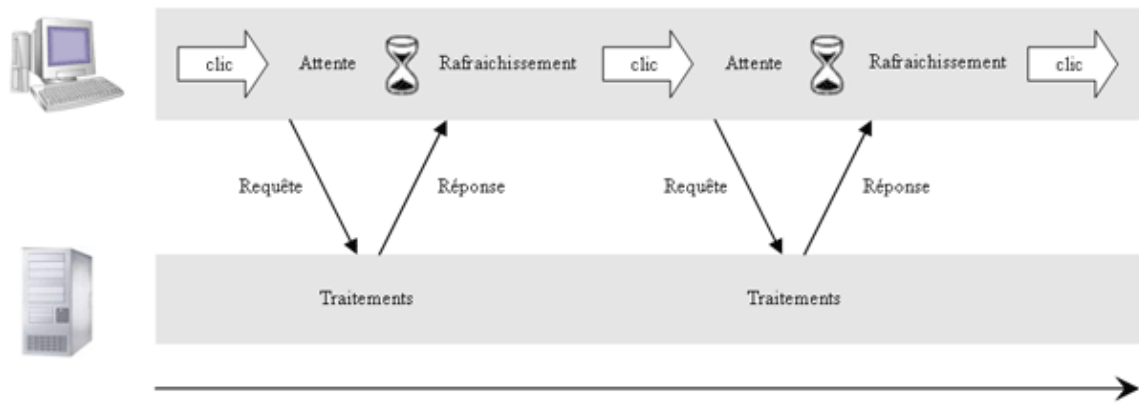 clic
Attente
Rafraichissement
clic
Attente
Rafraichissement
clic
Requête
Réponse
Requête
Réponse
Traitements
Traitements